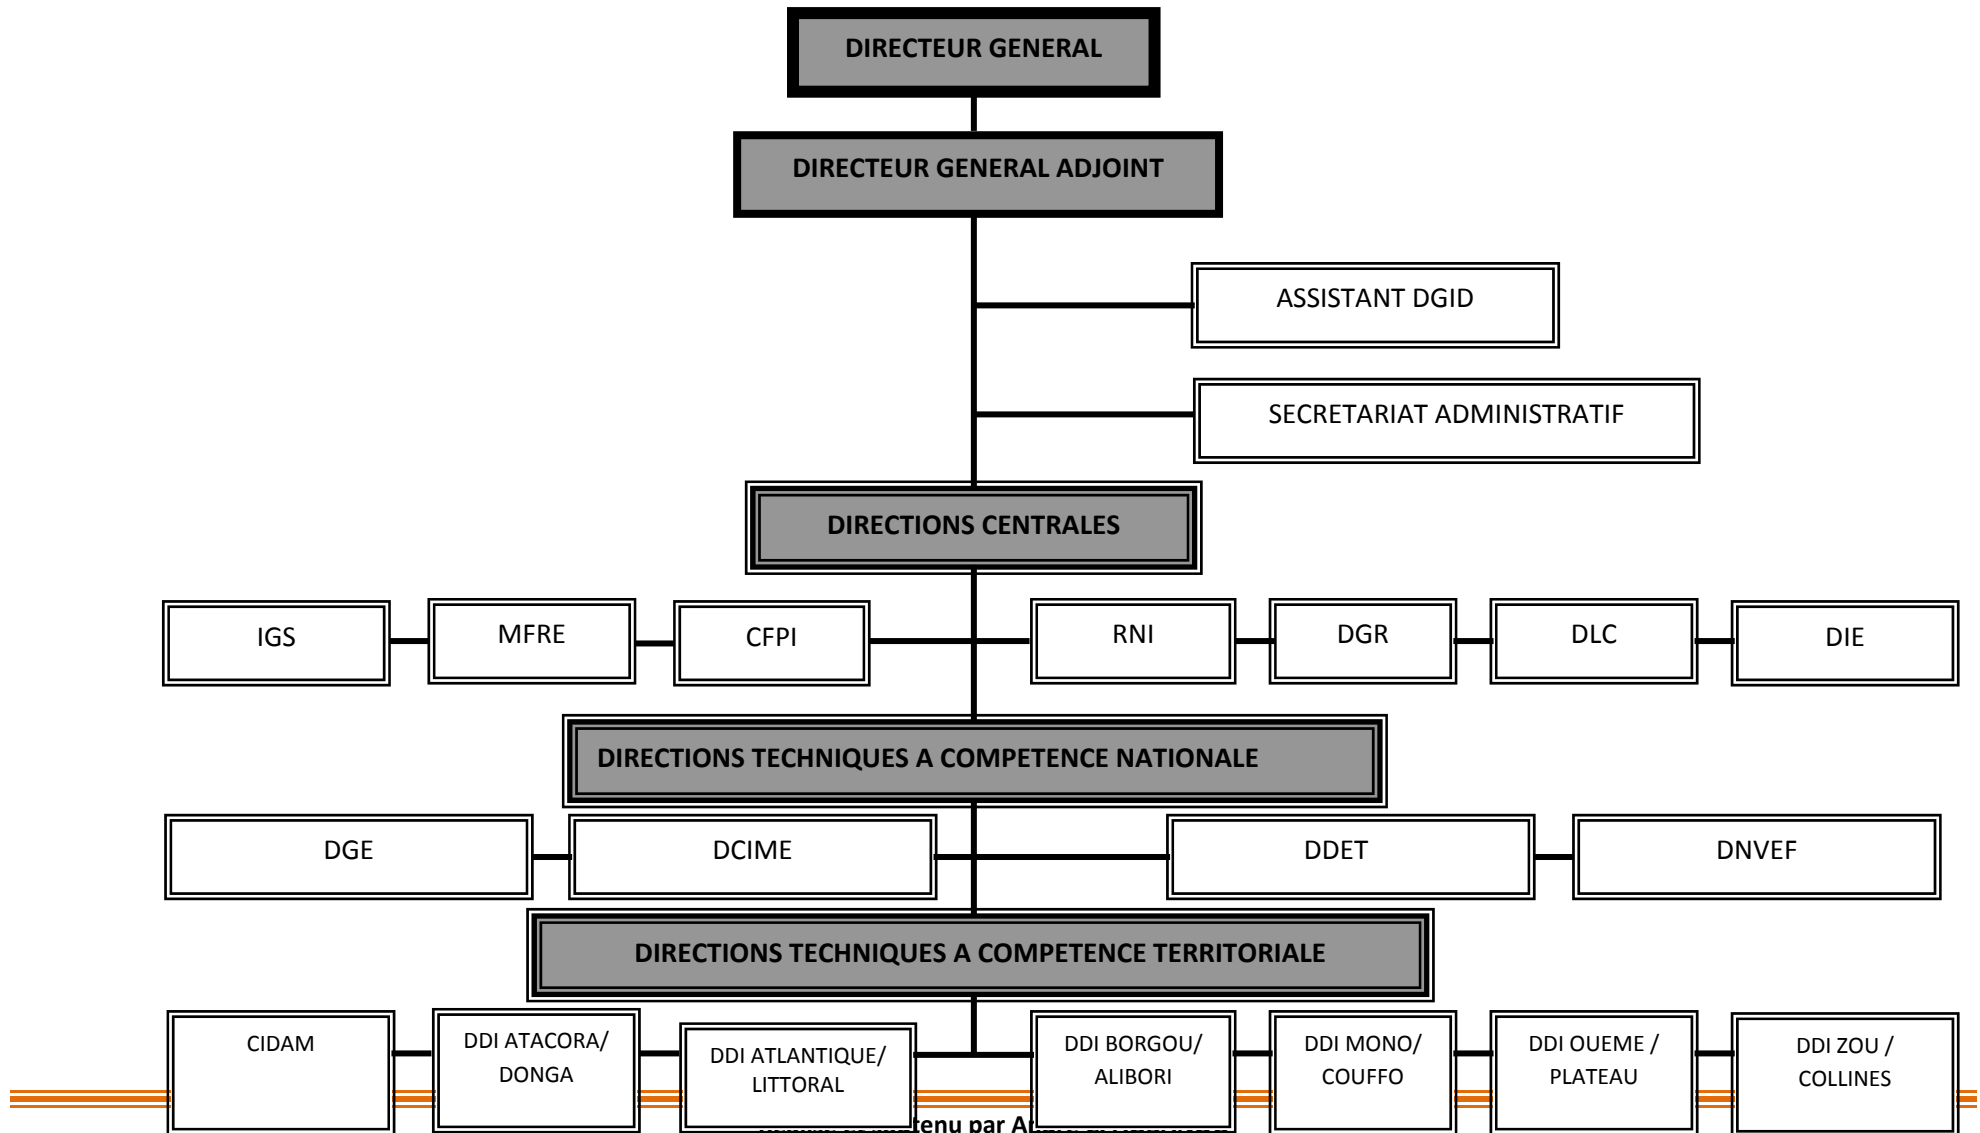 DIRECTEUR GENERAL
DIRECTEUR GENERAL ADJOINT
ASSISTANT DGID
SECRETARIAT ADMINISTRATIF
DIRECTIONS CENTRALES
IGS
MFRE
CFPI
RNI
DGR
DLC
DIE
DIRECTIONS TECHNIQUES A COMPETENCE NATIONALE
DGE
DCIME
DDET
DNVEF
DIRECTIONS TECHNIQUES A COMPETENCE TERRITORIALE
CIDAM
DDI ATACORA/
DONGA
DDI ATLANTIQUE/
LITTORAL
DDI BORGOU/
ALIBORI
DDI MONO/
COUFFO
DDI OUEME /
PLATEAU
DDI ZOU /
COLLINES
par